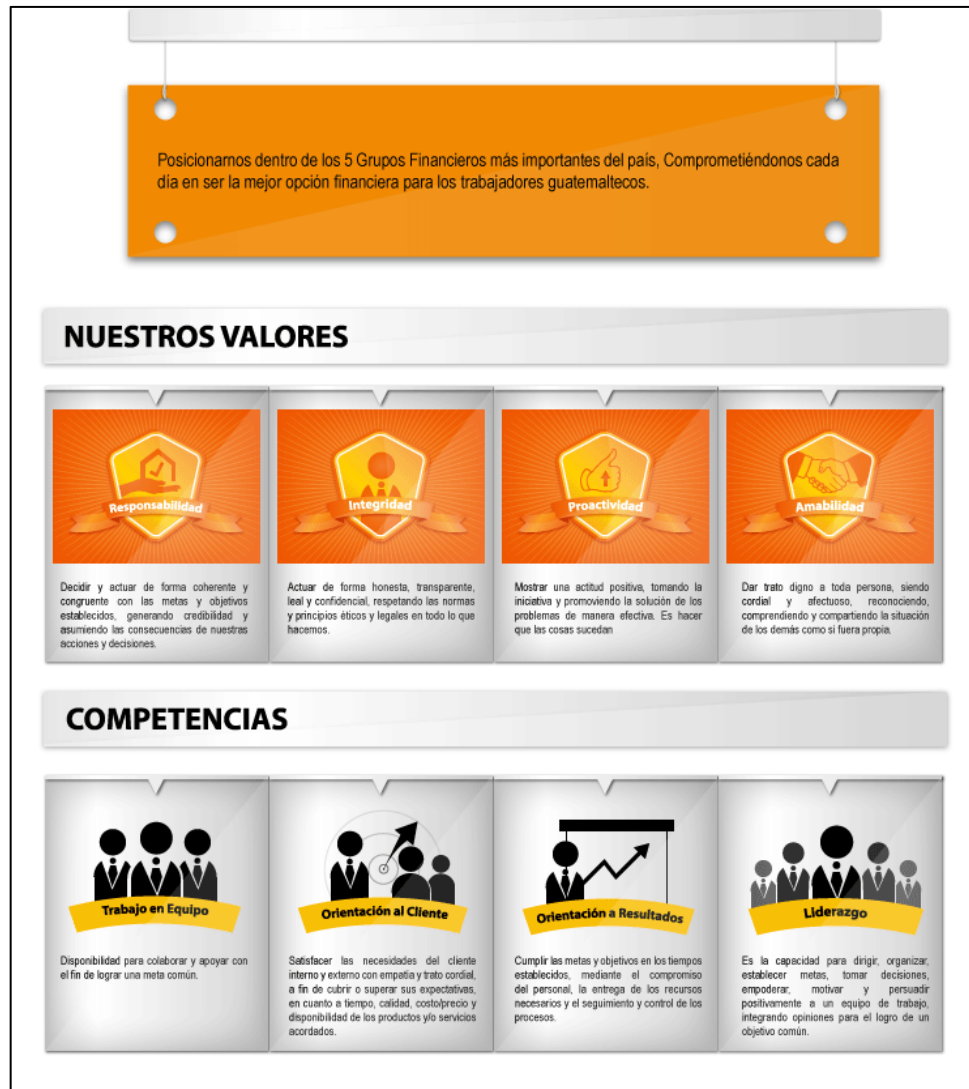 Posicionarnos dentro de los 5 Grupos Financieros más importantes del país, Comprometiéndonos cada
día en ser la mejor opción financiera para los trabajadores guatemaltecos.
NUESTROS VALORES
Responsabilidad
Decidir y actuar de forma coherente y
congruente con las metas y objetivos
establecidos, generando credibilidad y
asumiendo las consecuencias de nuestras
acciones y decisiones.
Integridad
Actuar de forma honesta, transparente,
leal y confidencial, respetando las normas
y principios éticos y legales en todo lo que
hacemos.
Proactividad
Mostrar una actitud positiva, tomando la
iniciativa y promoviendo la solución de los
problemas de manera efectiva. Es hacer
que las cosas sucedan
Amabilidad
Dar trato digno a toda persona, siendo
cordial y afectuoso, reconociendo,
comprendiendo y compartiendo la situación
de los demás como si fuera propia.
COMPETENCIAS
Trabajo en Equipo
Disponibilidad para colaborar y apoyar con
el fin de lograr una meta común.
Orientación al Cliente
Satisfacer las necesidades del cliente
interno y externo con empatía y trato cordial,
a fin de cubrir o superar sus expectativas,
en cuanto a tiempo, calidad, costo/precio y
disponibilidad de los productos y/o servicios
acordados.
Orientación a Resultados
Cumplir las metas y objetivos en los tiempos
establecidos, mediante el compromiso
del personal, la entrega de los recursos
necesarios y el seguimiento y control de los
procesos.
Liderazgo
Es la capacidad para dirigir, organizar,
establecer metas, tomar decisiones,
empoderar, motivar y persuadir
positivamente a un equipo de trabajo,
integrando opiniones para el logro de un
objetivo común.